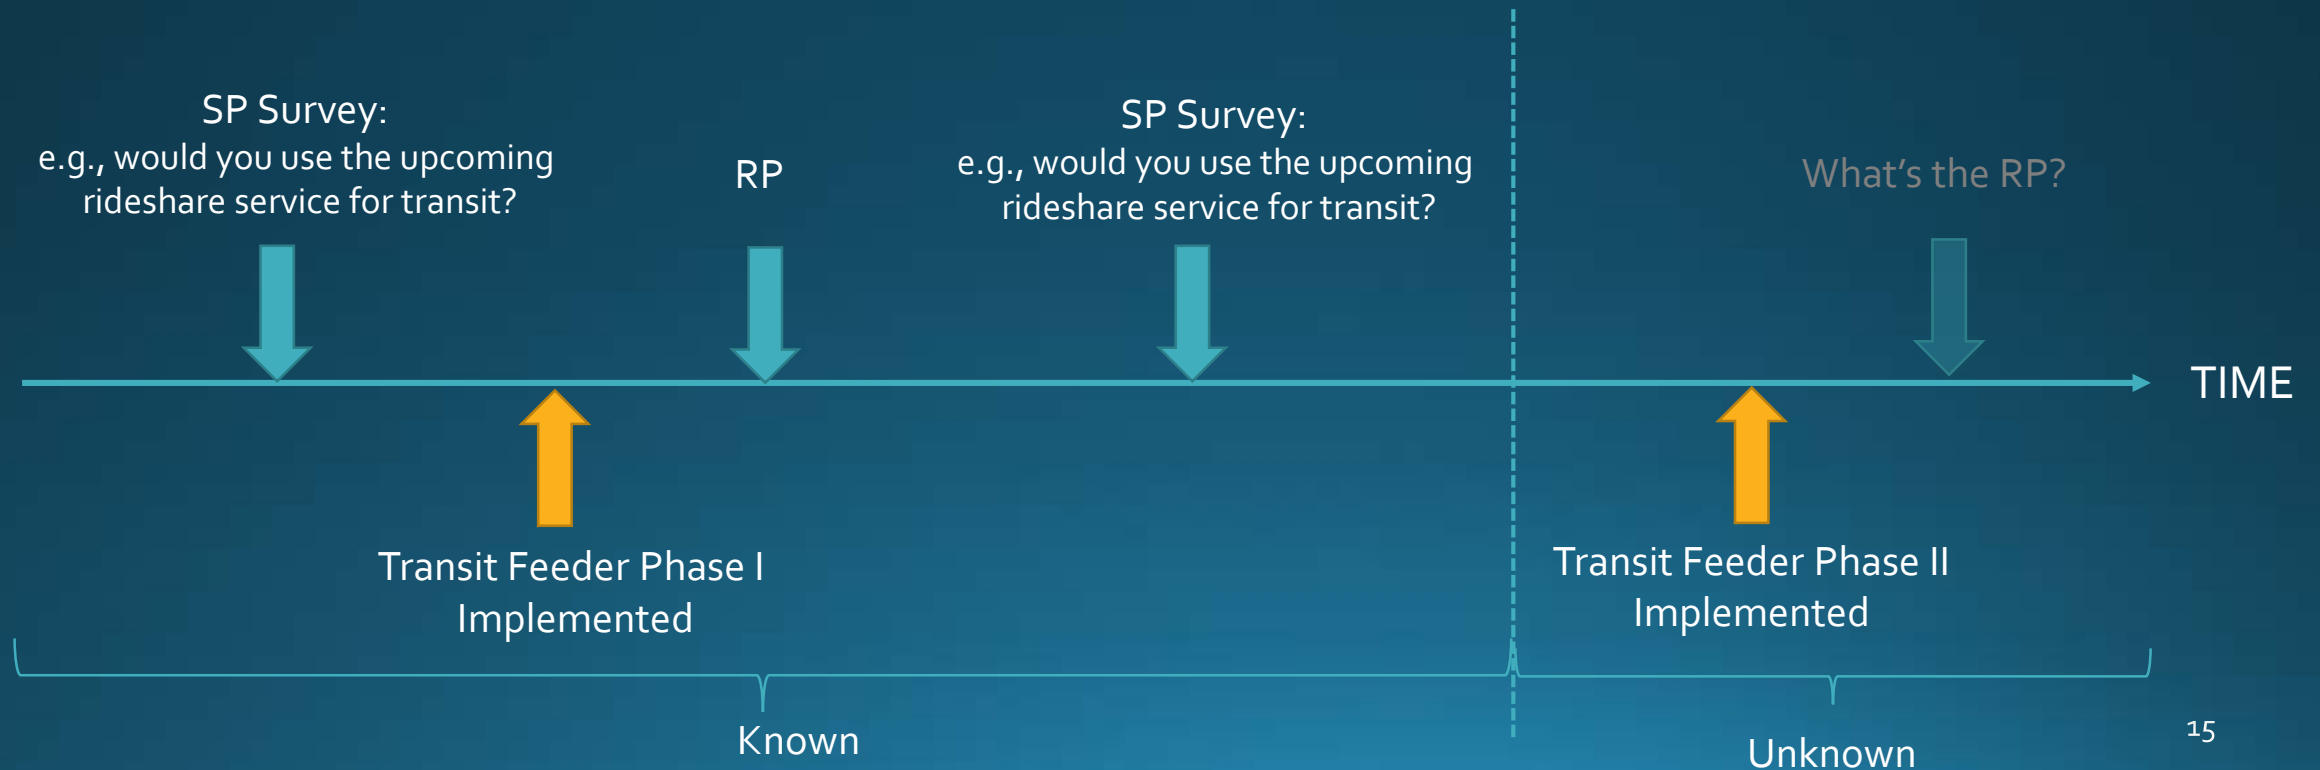 SP Survey:
e.g., would you use the upcoming
rideshare service for transit?
RP
SP Survey:
e.g., would you use the upcoming
rideshare service for transit?
What's the RP?
TIME
Transit Feeder Phase I
Implemented
Transit Feeder Phase II
Implemented
Known
Unknown
15